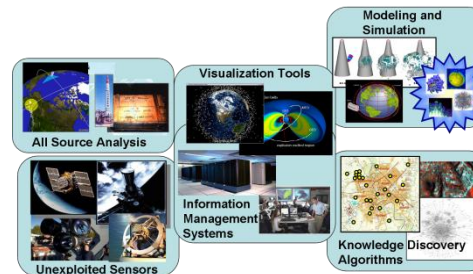 Modeling and
Simulation
Visualization Tools
All Source Analysis
Information
Management
Systems
Unexploited Sensors
Knowledge Discovery
Algorithms